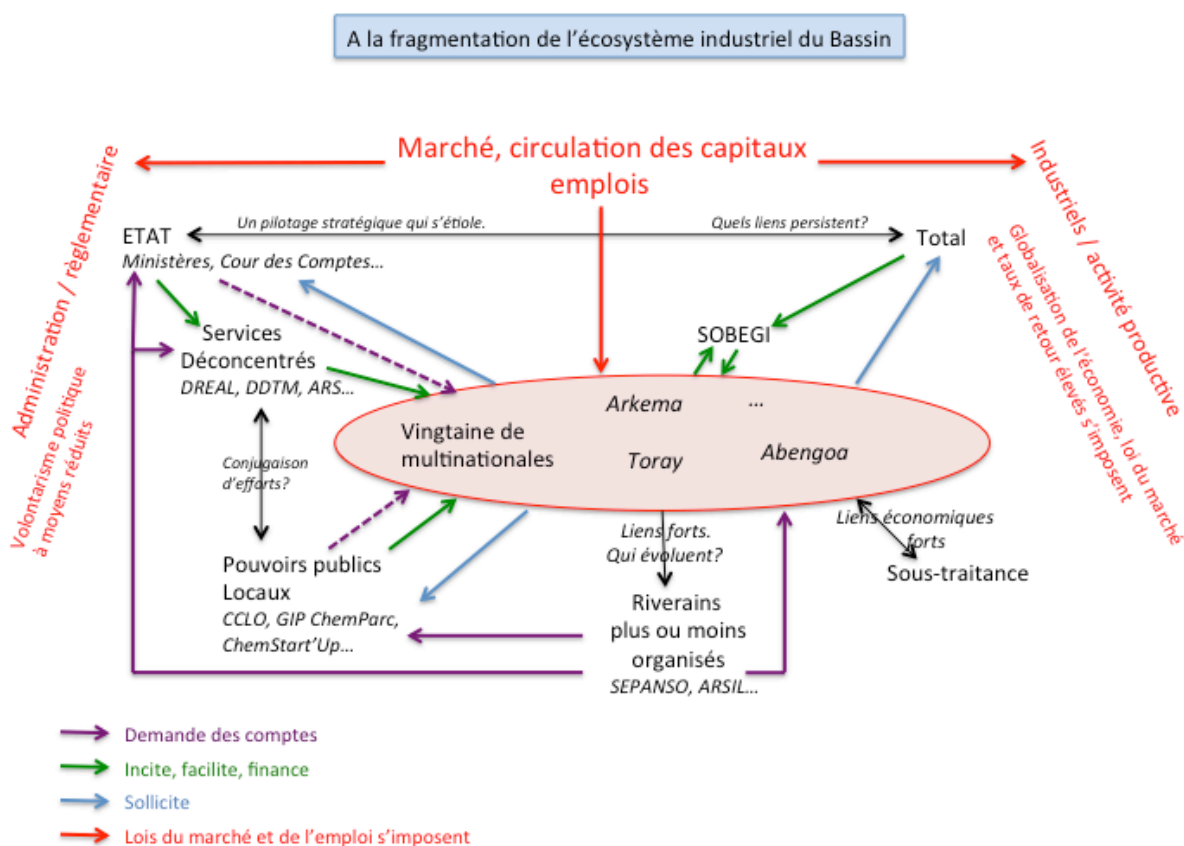 A la fragmentation de l'écosystème industriel du Bassin
Marché, circulation des capitaux
emplois
Administration / règlementaire
Volontarisme politique
à moyens réduits
Industriels / activité productive
Globalisation de l'économie, loi du marché
et taux de retour élevés s'imposent
Un pilotage stratégique qui s'étiole.
Quels liens persistent?
ETAT
Ministères, Cour des Comptes…
Total
Services
Déconcentrés
DREAL, DDTM, ARS…
SOBEGI
Arkema
…
Vingtaine de
multinationales
Toray
Abengoa
Conjugaison
d'efforts?
Liens forts.
Qui évoluent?
Liens économiques
forts
Sous-traitance
Pouvoirs publics
Locaux
CCLO, GIP ChemParc,
ChemStart'Up…
Riverains
plus ou moins
organisés
SEPANSO, ARSIL…
Demande des comptes
Incite, facilite, finance
Sollicite
Lois du marché et de l'emploi s'imposent